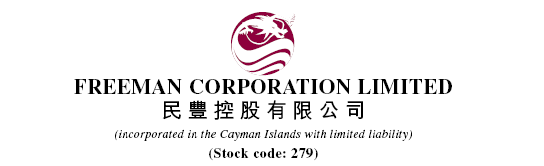 FREEMAN CORPORATION LIMITED
民豐控股有限公司
(incorporated in the Cayman Islands with limited liability)
(Stock code: 279)